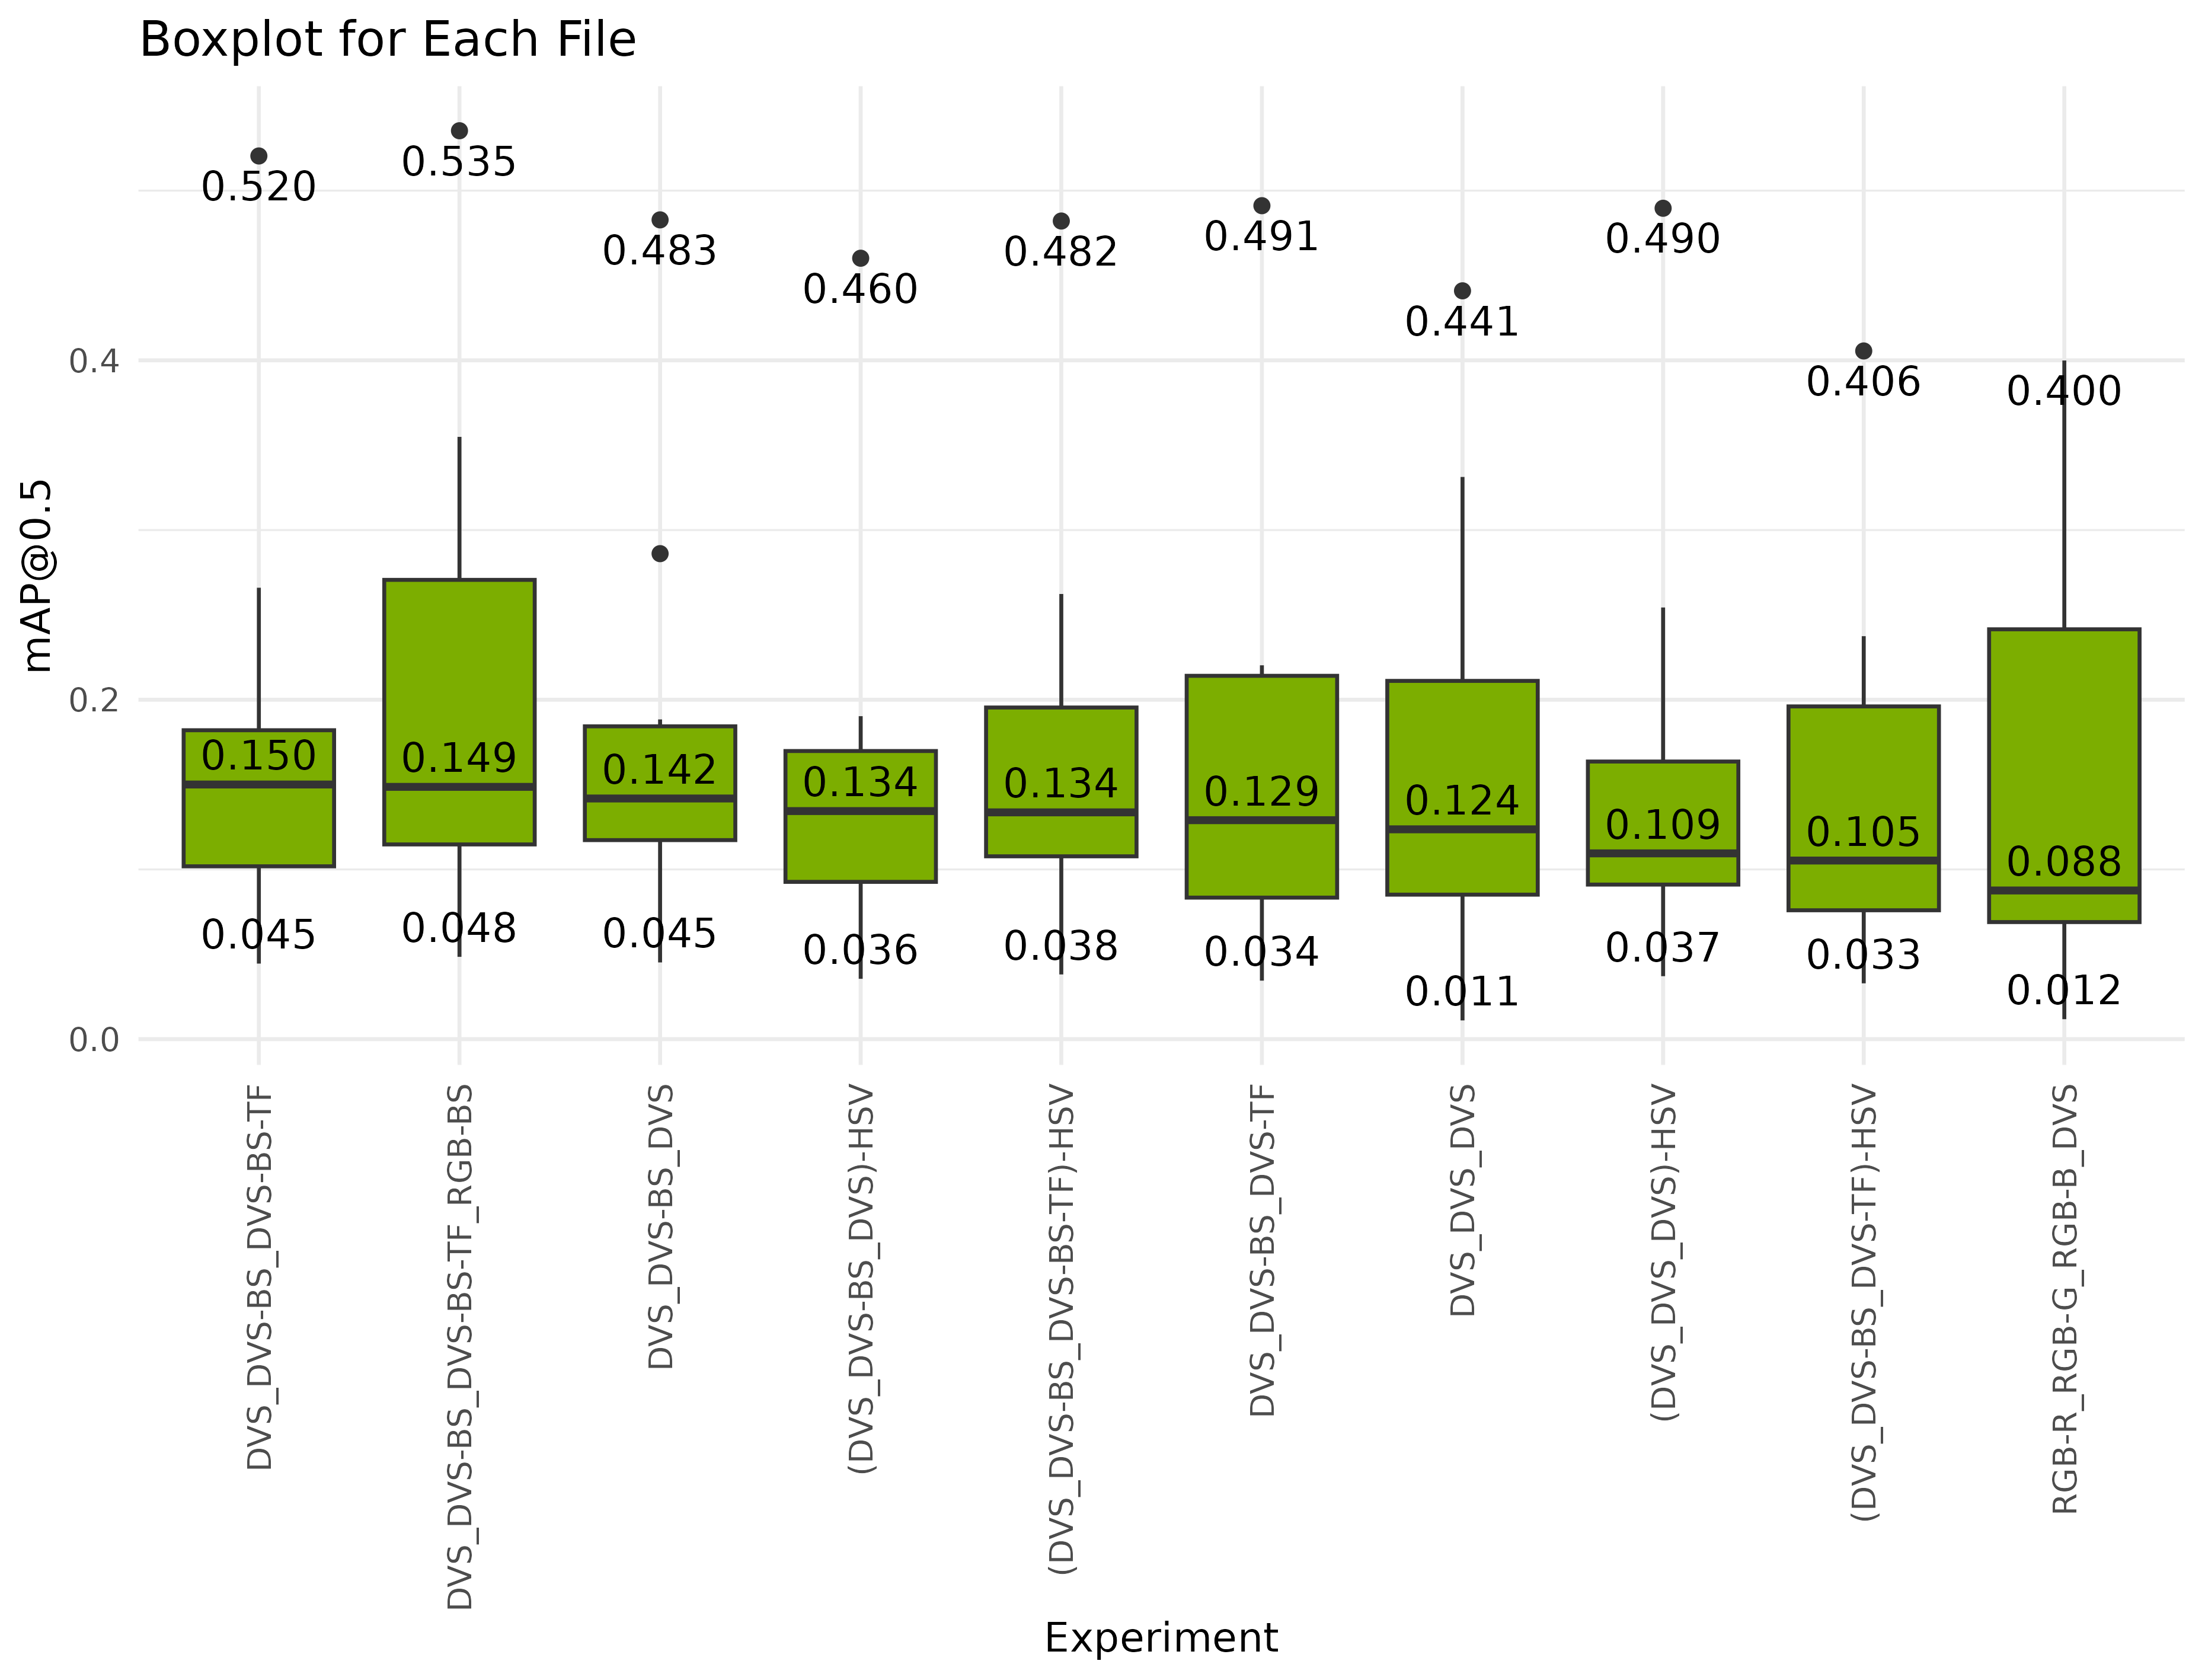 Boxplot for Each File
mAP@0.5
0.4
0.2
0.0
0.520
0.535
0.483
0.460
0.482
0.491
0.441
0.490
0.406
0.400
0.150
0.149
0.142
0.134
0.134
0.129
0.124
0.109
0.105
0.088
0.045
0.048
0.045
0.036
0.038
0.034
0.011
0.037
0.033
0.012
DVS_DVS-BS_DVS-BS-TF
DVS_DVS-BS_DVS-BS-TF_RGB-BS
DVS_DVS-BS_DVS
(DVS_DVS-BS_DVS)-HSV
(DVS_DVS-BS_DVS-BS-TF)-HSV
DVS_DVS-BS_DVS-TF
DVS_DVS_DVS
(DVS_DVS_DVS)-HSV
(DVS_DVS-BS_DVS-TF)-HSV
RGB-R_RGB-G_RGB-B_DVS
Experiment